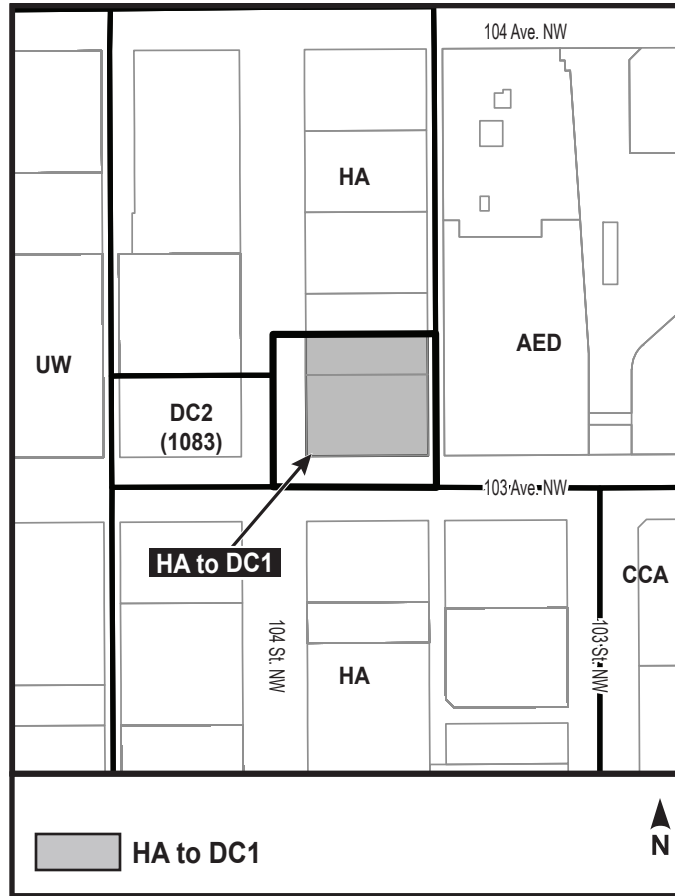 104 Ave. NW
HA
UW
AED
DC2
(1083)
103 Ave. NW
HA to DC1
CCA
104 St. NW
103 St. NW
HA
HA to DC1
N